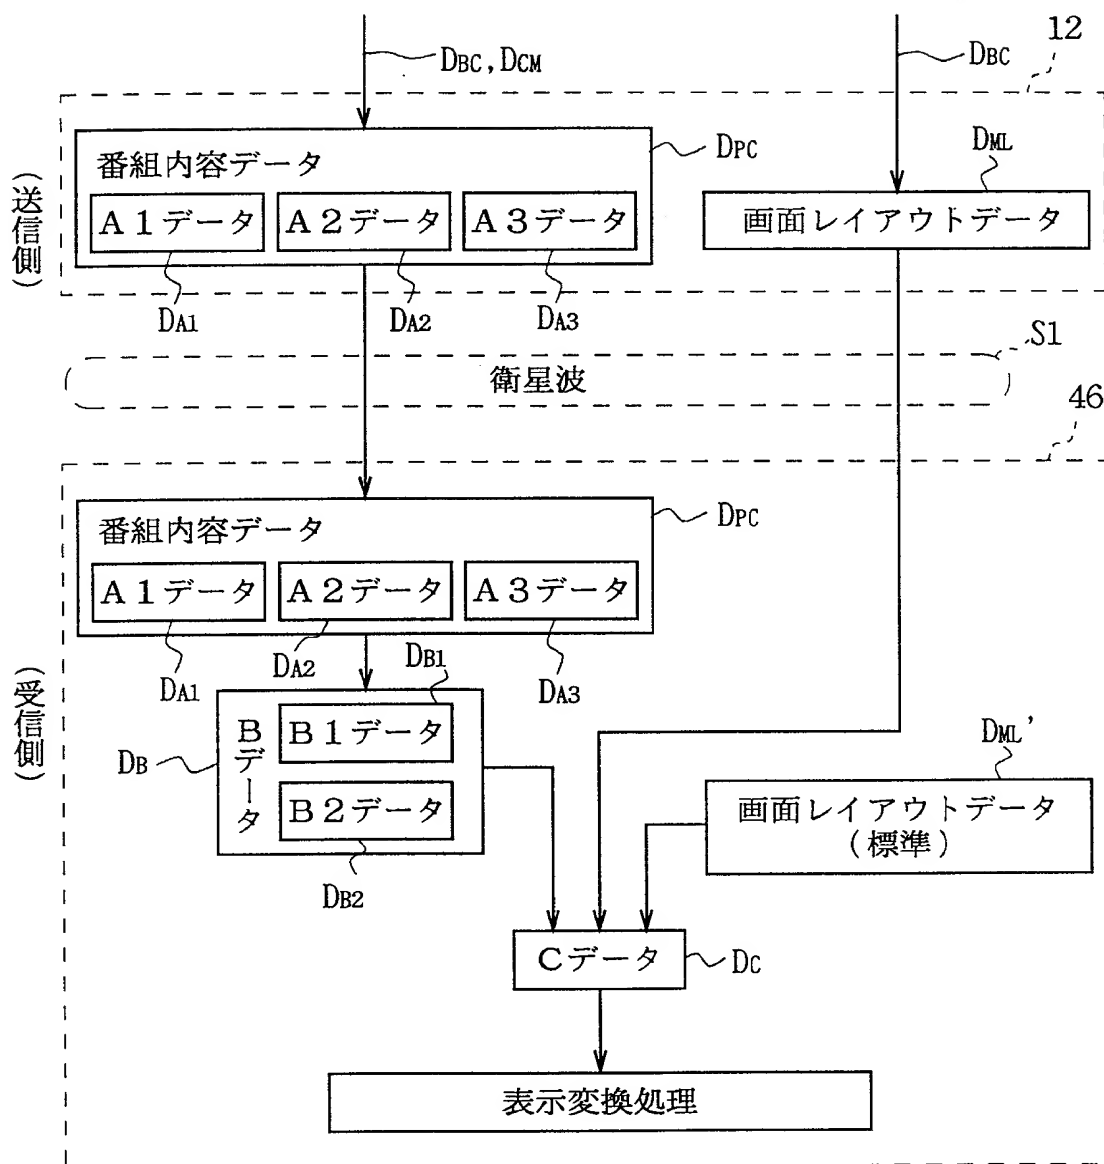 12
DBC, DCM
DBC
(送信側)
番組内容データ
DPC
DML
A1データ
A2データ
A3データ
画面レイアウトデータ
DA1
DA2
DA3
S1
衛星波
46
(受信側)
番組内容データ
DPC
A1データ
A2データ
A3データ
DA1
DA2
DB1
DA3
Bデータ
B1データ
DB
B2データ
DB2
DML'
画面レイアウトデータ
(標準)
Cデータ
DC
表示変換処理